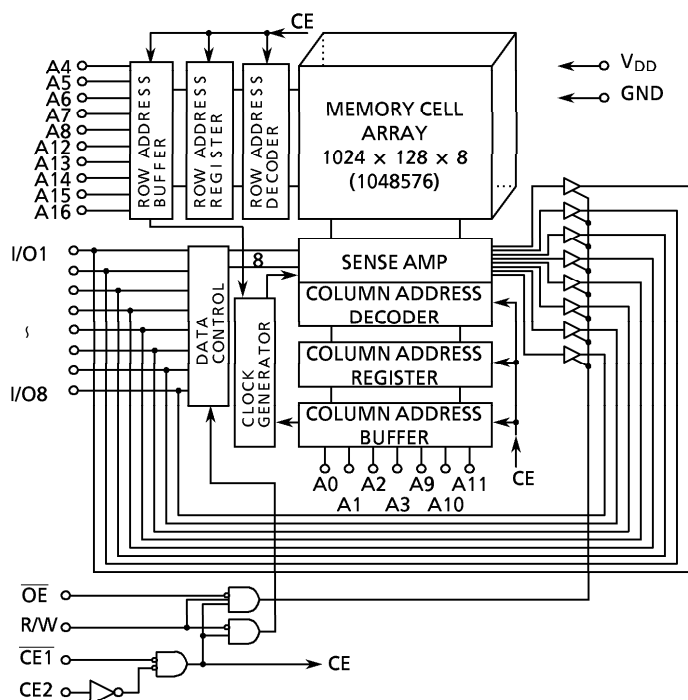 CE
A4
A5
A6
A7
A8
A12
A13
A14
A15
A16
ROW ADDRESS
BUFFER
ROW ADDRESS
REGISTER
ROW ADDRESS
DECODER
MEMORY CELL
ARRAY
1024 × 128 × 8
(1048576)
VDD
GND
I/O1
~
I/O8
DATA
CONTROL
8
CLOCK
GENERATOR
SENSE AMP
COLUMN ADDRESS
DECODER
COLUMN ADDRESS
REGISTER
COLUMN ADDRESS
BUFFER
A0 A2 A9 A11
A1 A3 A10
CE
OE
R/W
CE1
CE
CE2